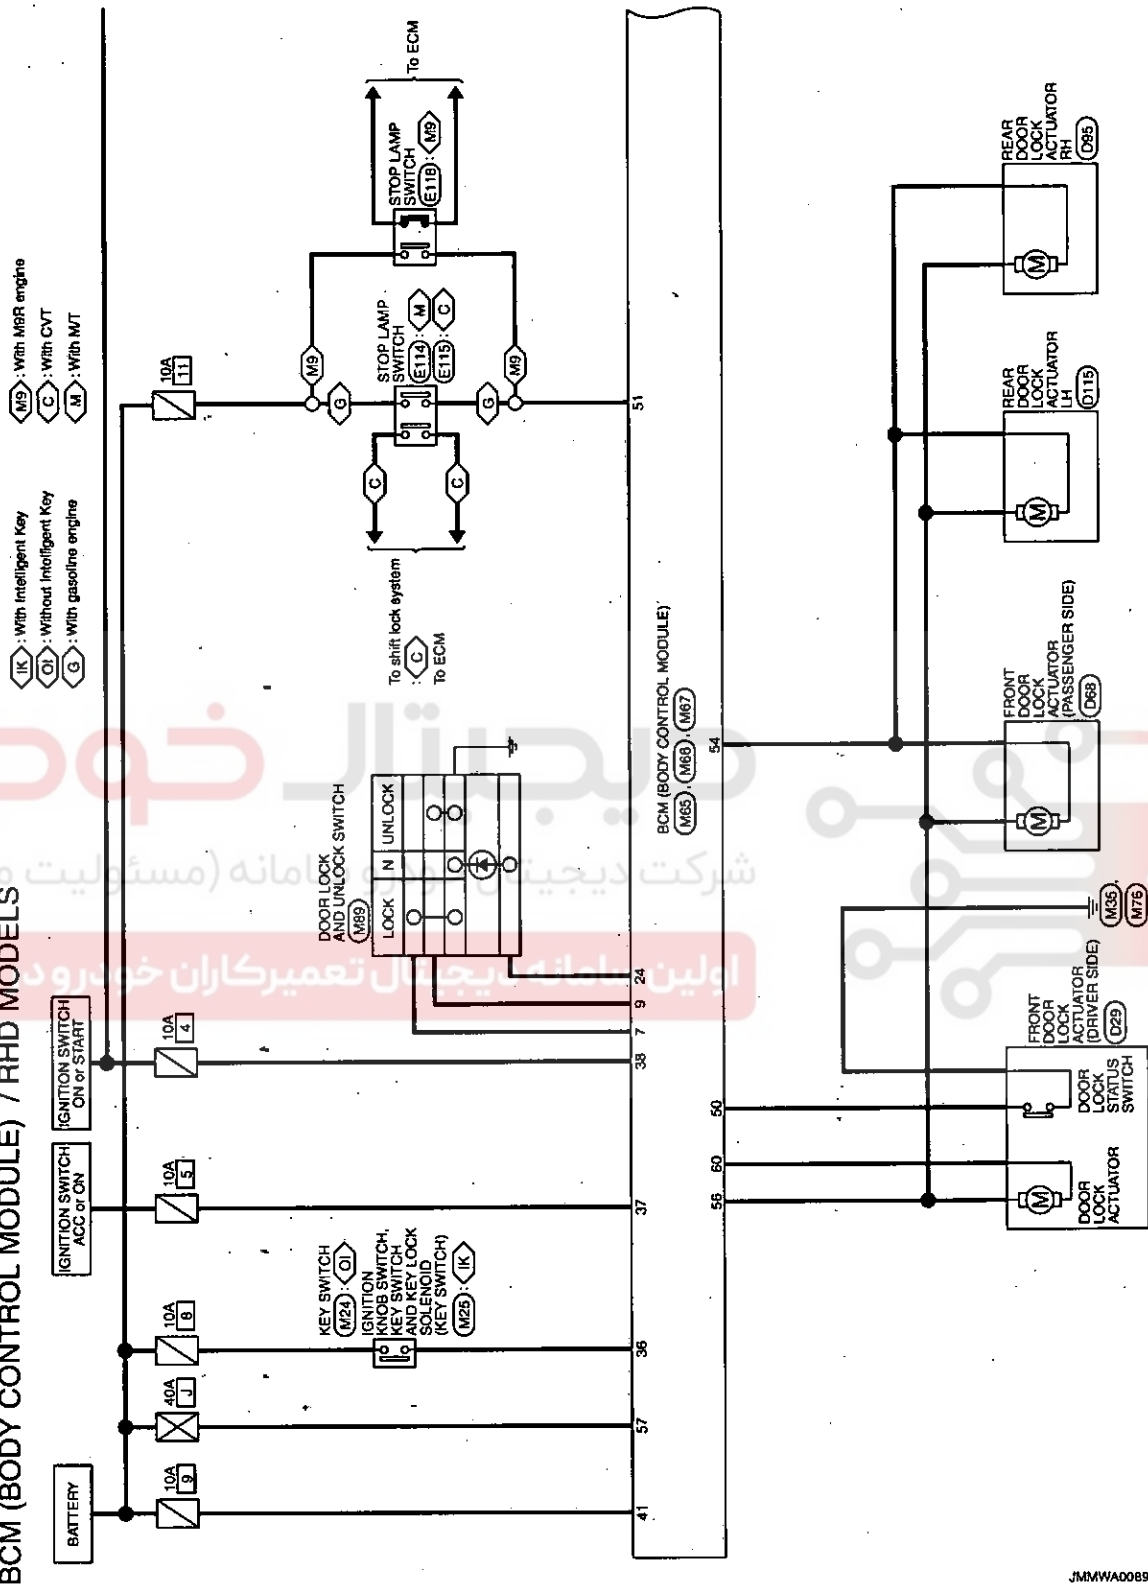 BCM (BODY CONTROL MODULE) / RHD MODELS
IK : With Intelligent Key
OI : Without Intelligent Key
G : With gasoline engine
M9 : With M9R engine
C : With CVT
M : With M/T
BATTERY
IGNITION SWITCH
ACC or ON
IGNITION SWITCH
ON or START
10A
9
40A
J
10A
8
10A
5
10A
4
10A
11
KEY SWITCH
M24 : OI
IGNITION
KNOB SWITCH,
KEY SWITCH
AND KEY LOCK
SOLENOID
(KEY SWITCH)
M25 : IK
DOOR LOCK
AND UNLOCK SWITCH
M89
LOCK
N
UNLOCK
To shift lock system
: C
To ECM
C
C
G
G
M9
M9
STOP LAMP
SWITCH
E114 : M
E115 : C
STOP LAMP
SWITCH
E118 : M9
To ECM
41
57
36
37
38
7
9
24
51
BCM (BODY CONTROL MODULE)
M65 , M66 , M67
56
60
50
54
DOOR
LOCK
ACTUATOR
DOOR
LOCK
STATUS
SWITCH
FRONT
DOOR
LOCK
ACTUATOR
(DRIVER SIDE)
D29
M35 ,
M76
FRONT
DOOR
LOCK
ACTUATOR
(PASSENGER SIDE)
D68
REAR
DOOR
LOCK
ACTUATOR
LH
D115
REAR
DOOR
LOCK
ACTUATOR
RH
D95
M
M
M
M
دیجیتال خود
شرکت دیجیتال خودرو سامانه (مسئولیت
اولین سامانه دیجیتال تعمیرکاران خودرو در